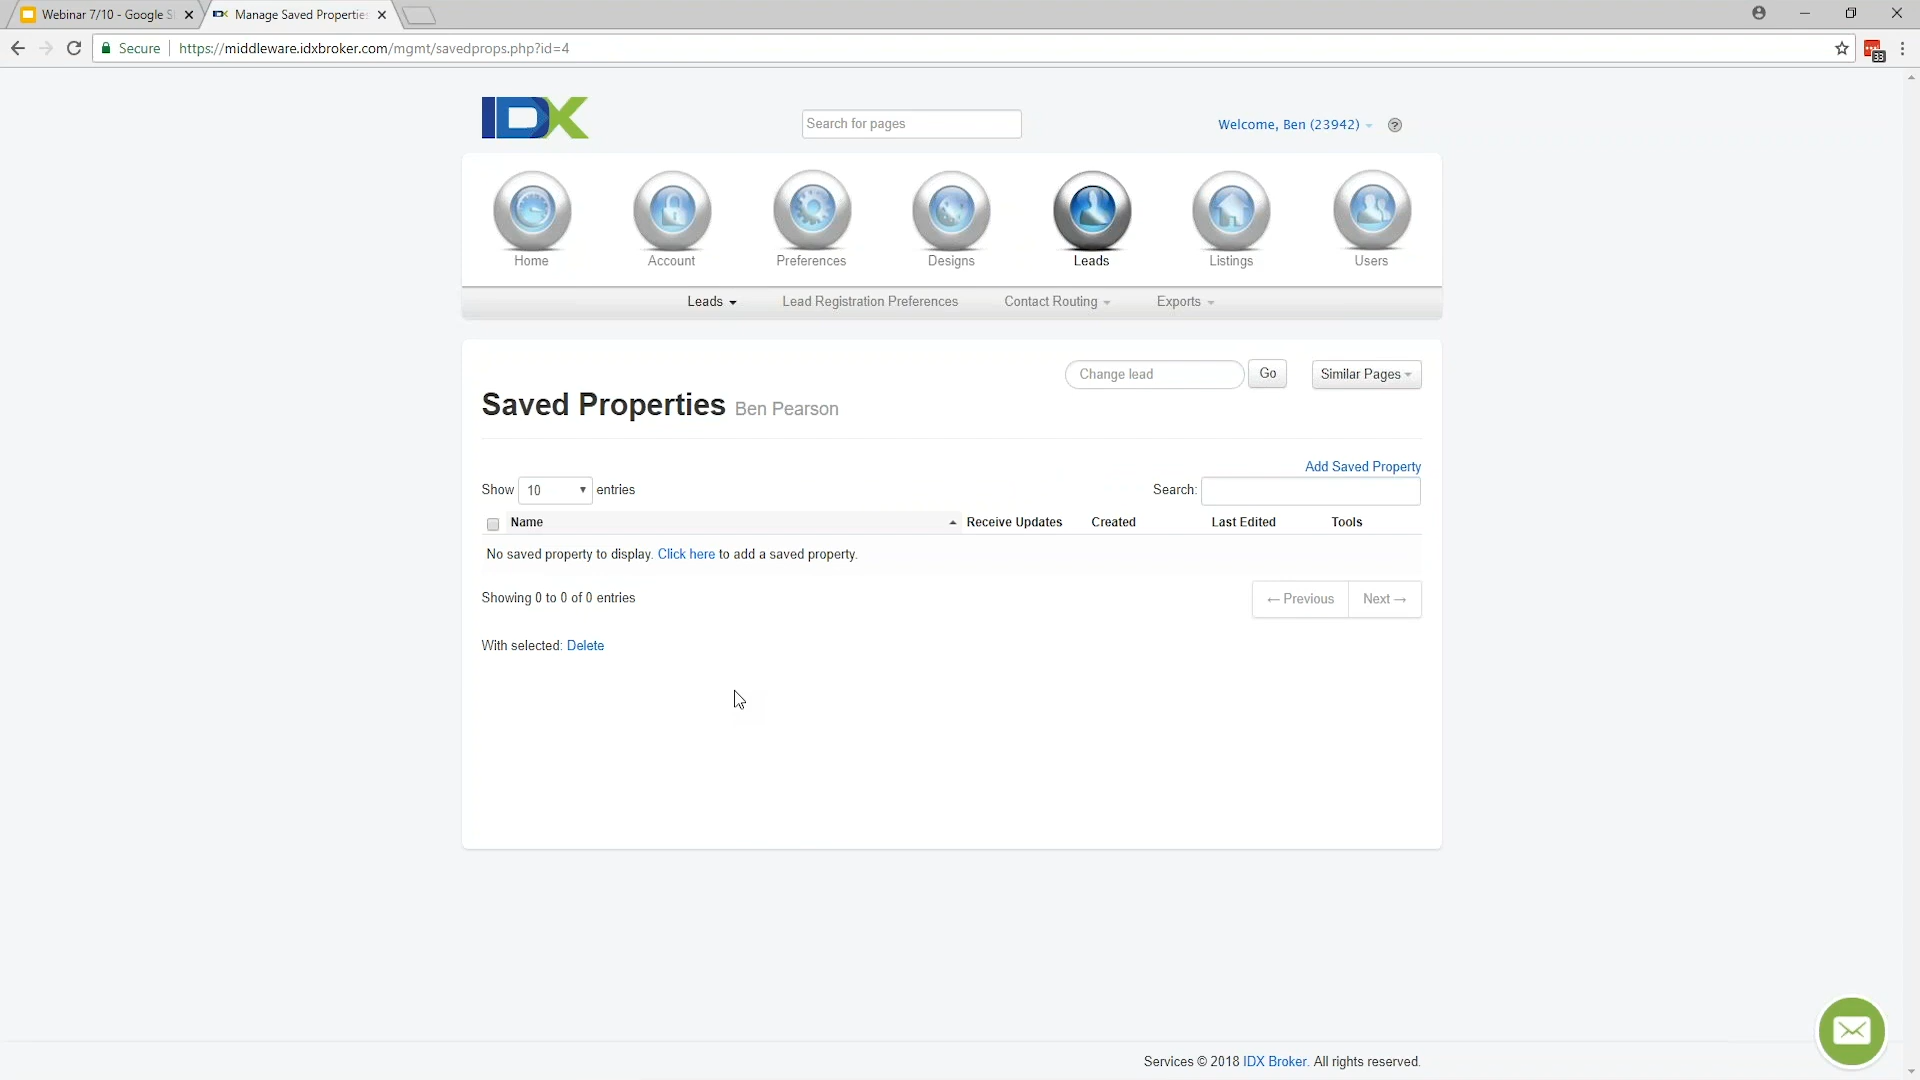 Webinar 7/10 - Google S
Manage Saved Propertie
Secure
https://middleware.idxbroker.com/mgmt/savedprops.php?id=4
33
IDX
Search for pages
Welcome, Ben (23942)
?
Home
Account
Preferences
Designs
Leads
Listings
Users
Leads
Lead Registration Preferences
Contact Routing
Exports
Change lead
Go
Similar Pages
Saved Properties Ben Pearson
Add Saved Property
Show 10 entries
Search:
Name
Receive Updates
Created
Last Edited
Tools
No saved property to display. Click here to add a saved property.
Showing 0 to 0 of 0 entries
← Previous
Next →
With selected: Delete
Services © 2018 IDX Broker. All rights reserved.